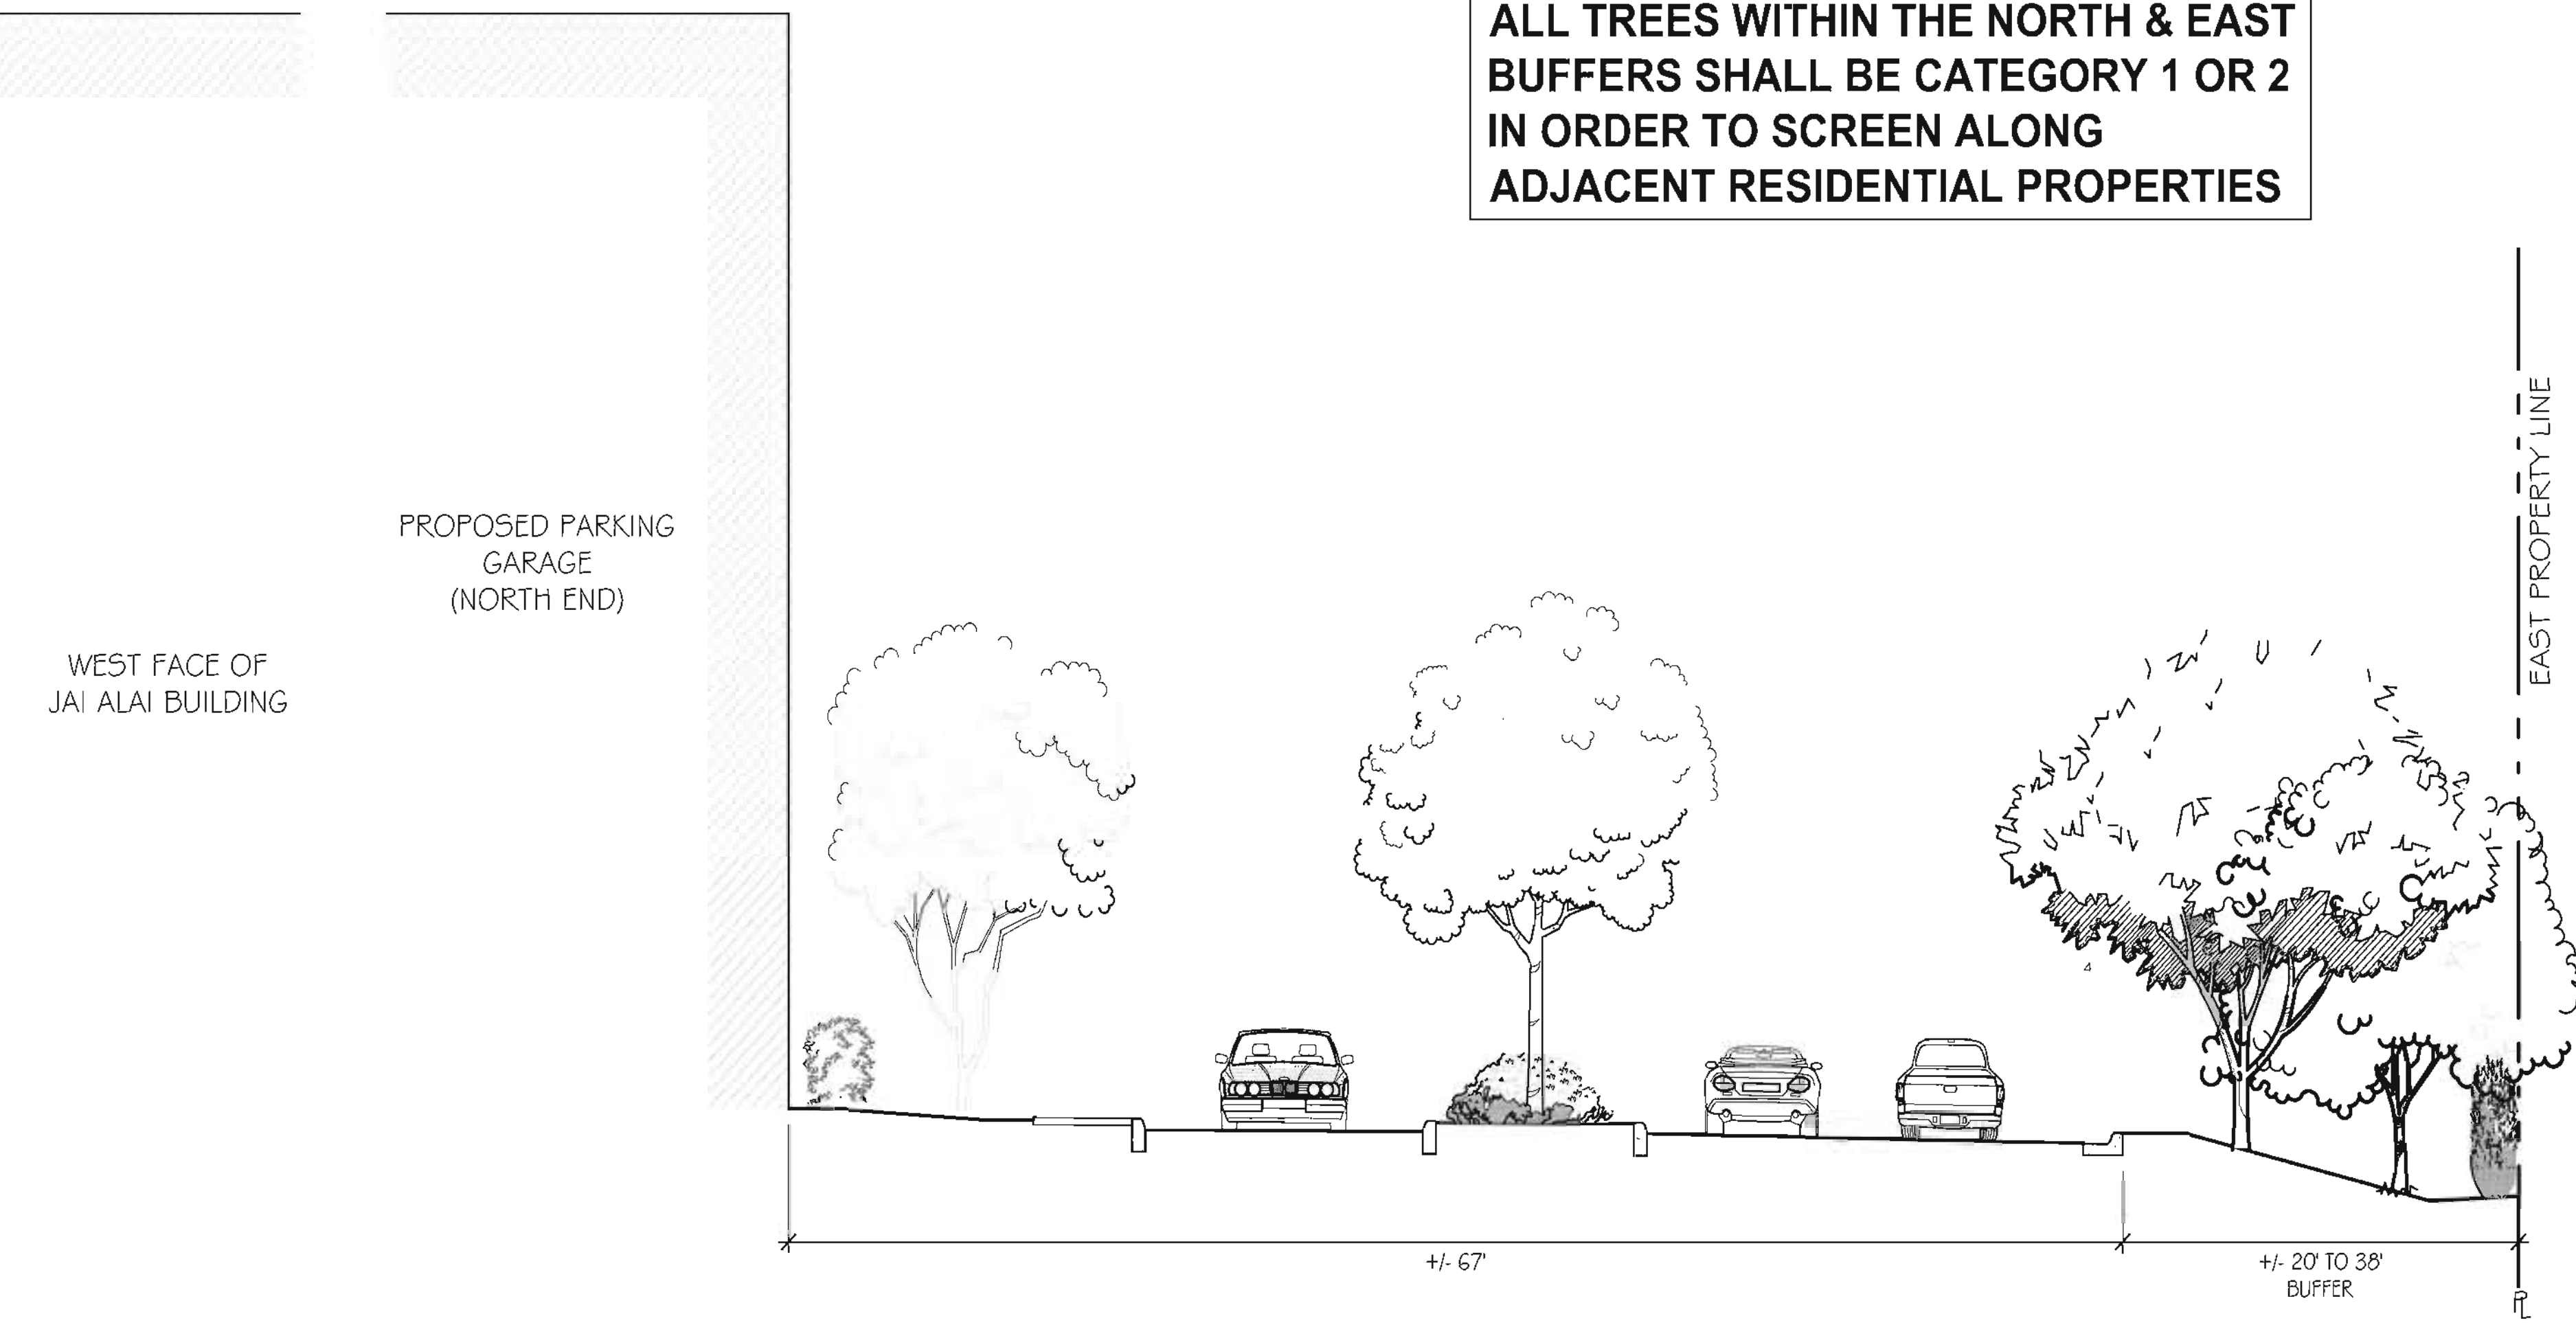 ALL TREES WITHIN THE NORTH & EAST
BUFFERS SHALL BE CATEGORY 1 OR 2
IN ORDER TO SCREEN ALONG
ADJACENT RESIDENTIAL PROPERTIES
EAST PROPERTY LINE
PROPOSED PARKING
GARAGE
(NORTH END)
WEST FACE OF
JAI ALAI BUILDING
+/- 67'
+/- 20' TO 38'
BUFFER
PL